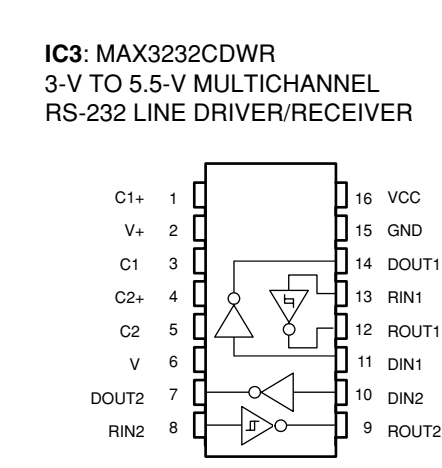 IC3: MAX3232CDWR
3-V TO 5.5-V MULTICHANNEL
RS-232 LINE DRIVER/RECEIVER
C1+ 1 16 VCC
V+ 2 15 GND
C1 3 14 DOUT1
C2+ 4 13 RIN1
C2 5 12 ROUT1
V 6 11 DIN1
DOUT2 7 10 DIN2
RIN2 8 9 ROUT2